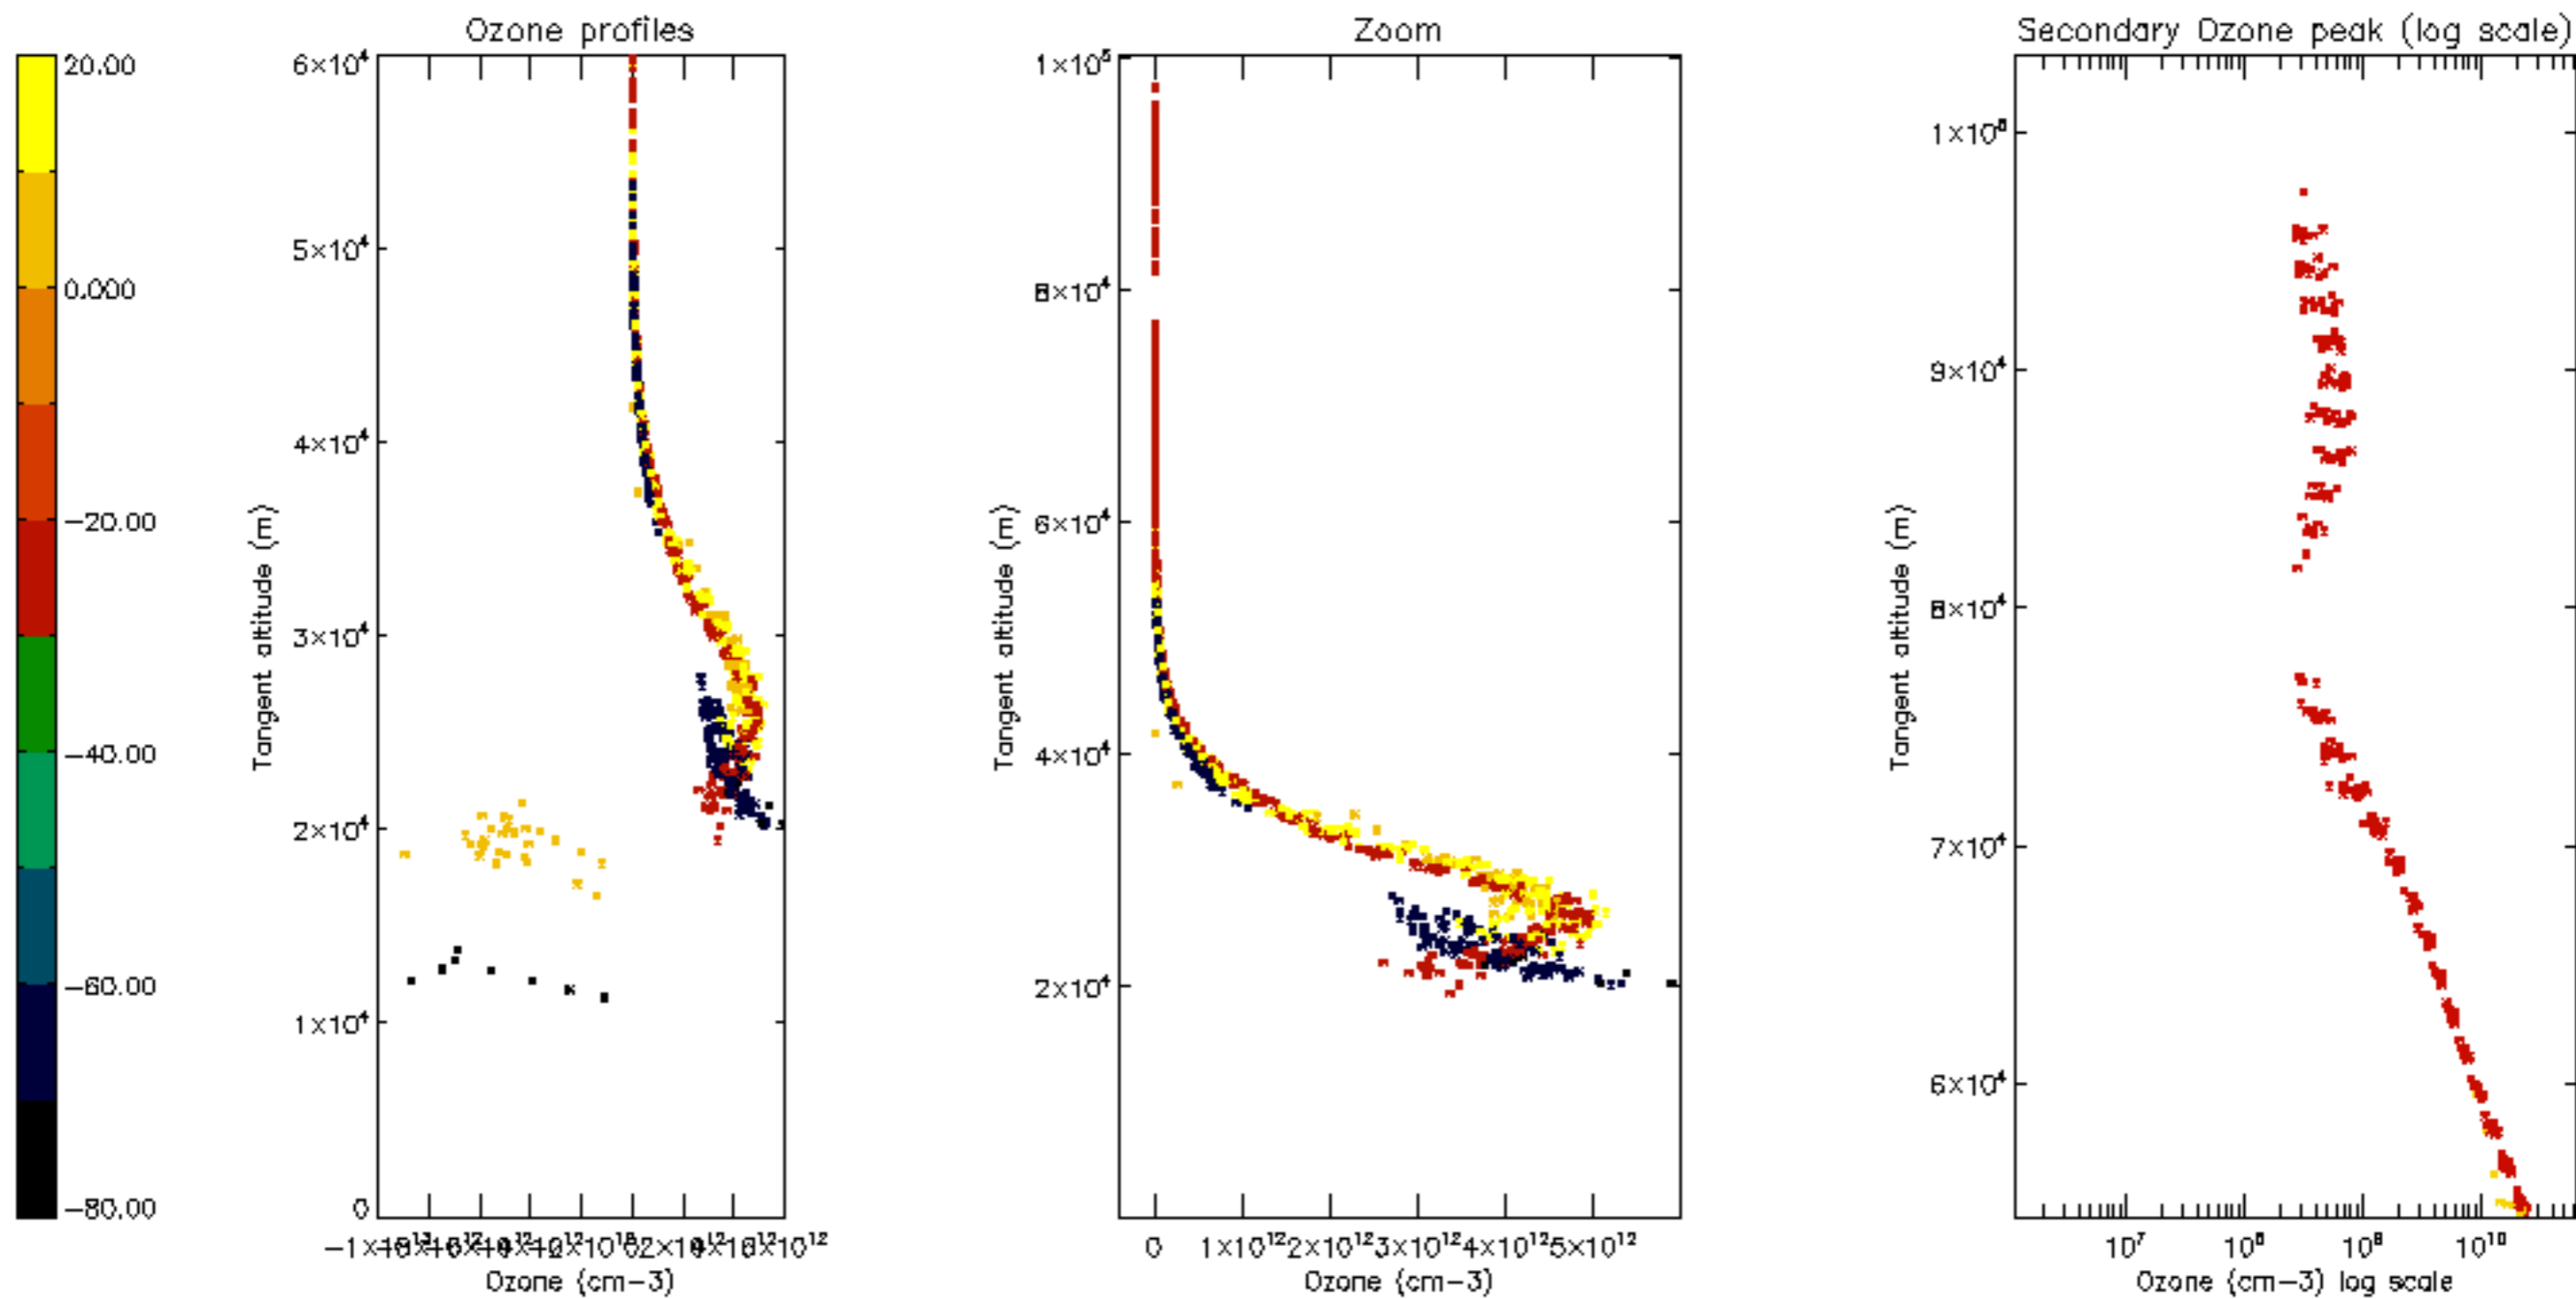 Ozone profiles
Zoom
Secondary Ozone peak (log scale)
20.00
0.000
−20.00
−40.00
−60.00
−80.00
6×10⁴
5×10⁴
4×10⁴
3×10⁴
2×10⁴
1×10⁴
0
Tangent altitude (m)
Ozone (cm−3)
1×10⁵
8×10⁴
6×10⁴
4×10⁴
2×10⁴
Tangent altitude (m)
0 1×10¹² 2×10¹² 3×10¹² 4×10¹² 5×10¹²
Ozone (cm−3)
9×10⁴
8×10⁴
7×10⁴
6×10⁴
Tangent altitude (m)
10⁷ 10⁸ 10⁹ 10¹⁰
Ozone (cm−3) log scale